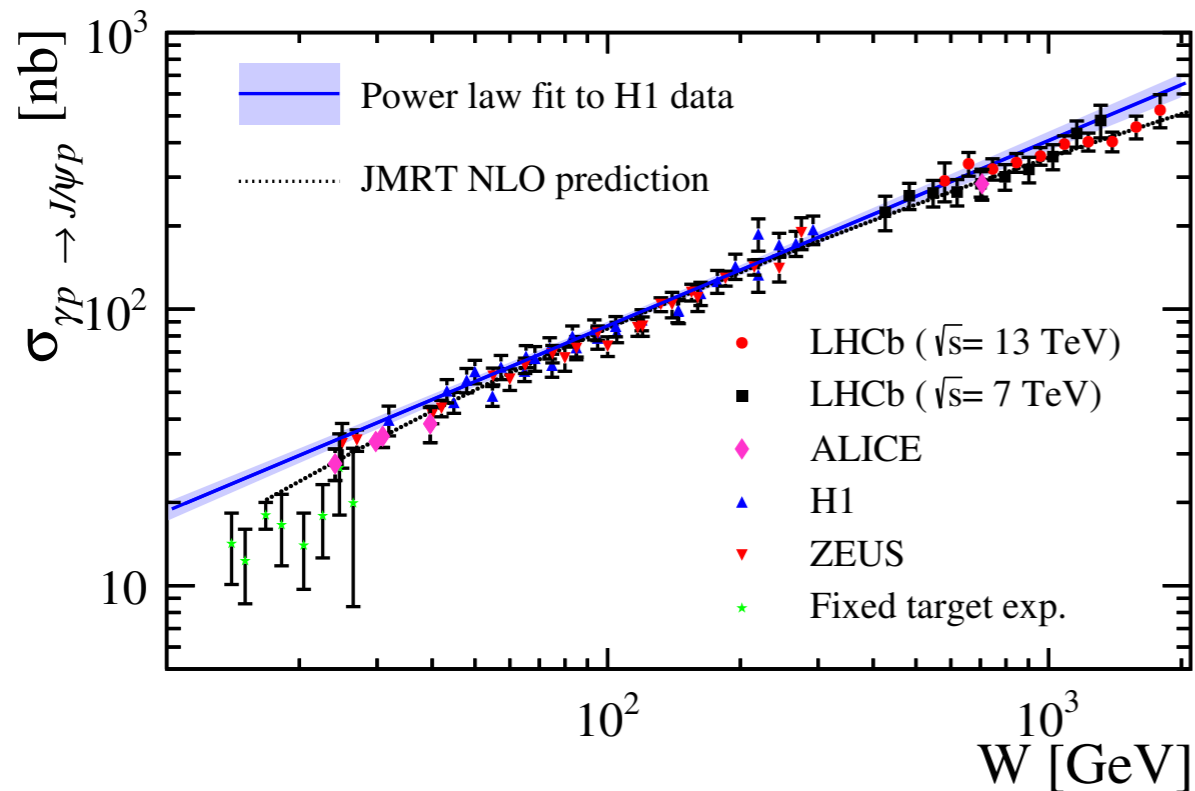 σγp → J/ψp [nb]
10³
10²
10
Power law fit to H1 data
JMRT NLO prediction
LHCb (√s= 13 TeV)
LHCb (√s= 7 TeV)
ALICE
H1
ZEUS
Fixed target exp.
10²
10³
W [GeV]